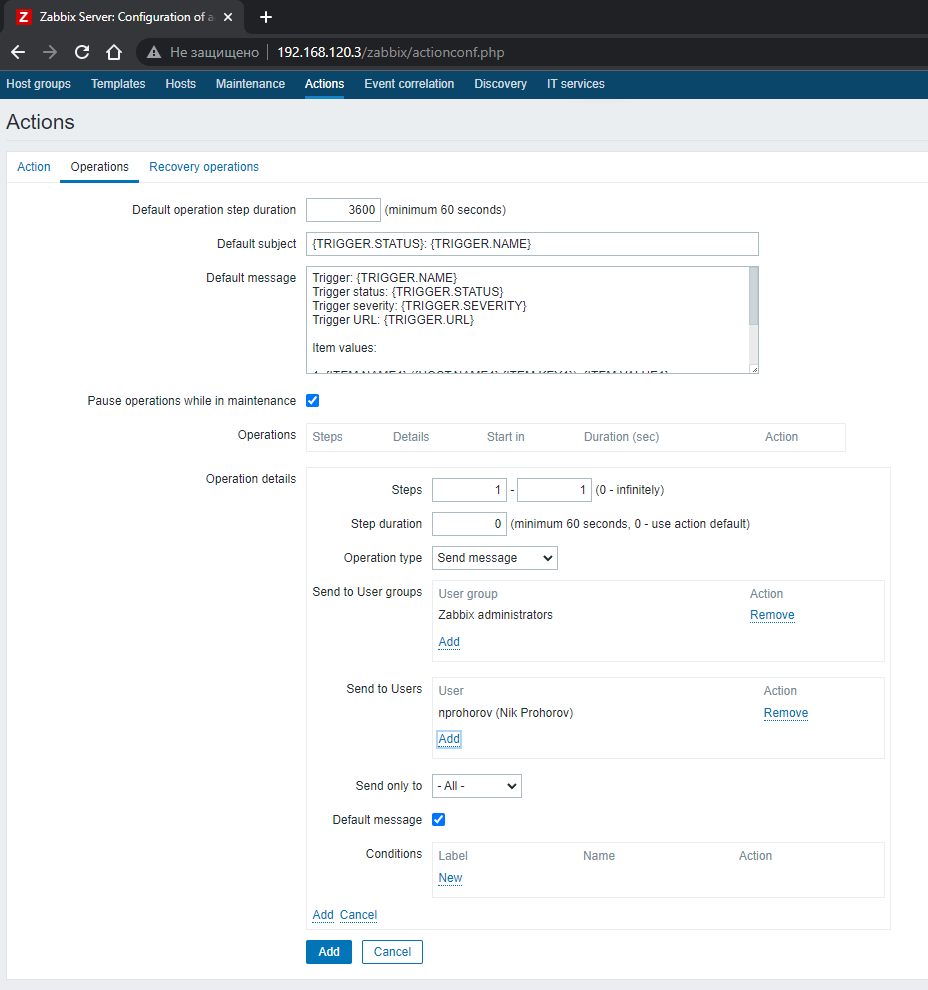 Z Zabbix Server: Configuration of a
Не защищено 192.168.120.3/zabbix/actionconf.php
Host groups Templates Hosts Maintenance Actions Event correlation Discovery IT services
Actions
Action Operations Recovery operations
Default operation step duration 3600 (minimum 60 seconds)
Default subject {TRIGGER.STATUS}: {TRIGGER.NAME}
Default message Trigger: {TRIGGER.NAME}
Trigger status: {TRIGGER.STATUS}
Trigger severity: {TRIGGER.SEVERITY}
Trigger URL: {TRIGGER.URL}
Item values:
Pause operations while in maintenance
Operations Steps Details Start in Duration (sec) Action
Operation details
Steps 1 - 1 (0 - infinitely)
Step duration 0 (minimum 60 seconds, 0 - use action default)
Operation type Send message
Send to User groups User group Action
Zabbix administrators Remove
Add
Send to Users User Action
nprohorov (Nik Prohorov) Remove
Add
Send only to - All -
Default message
Conditions Label Name Action
New
Add Cancel
Add Cancel